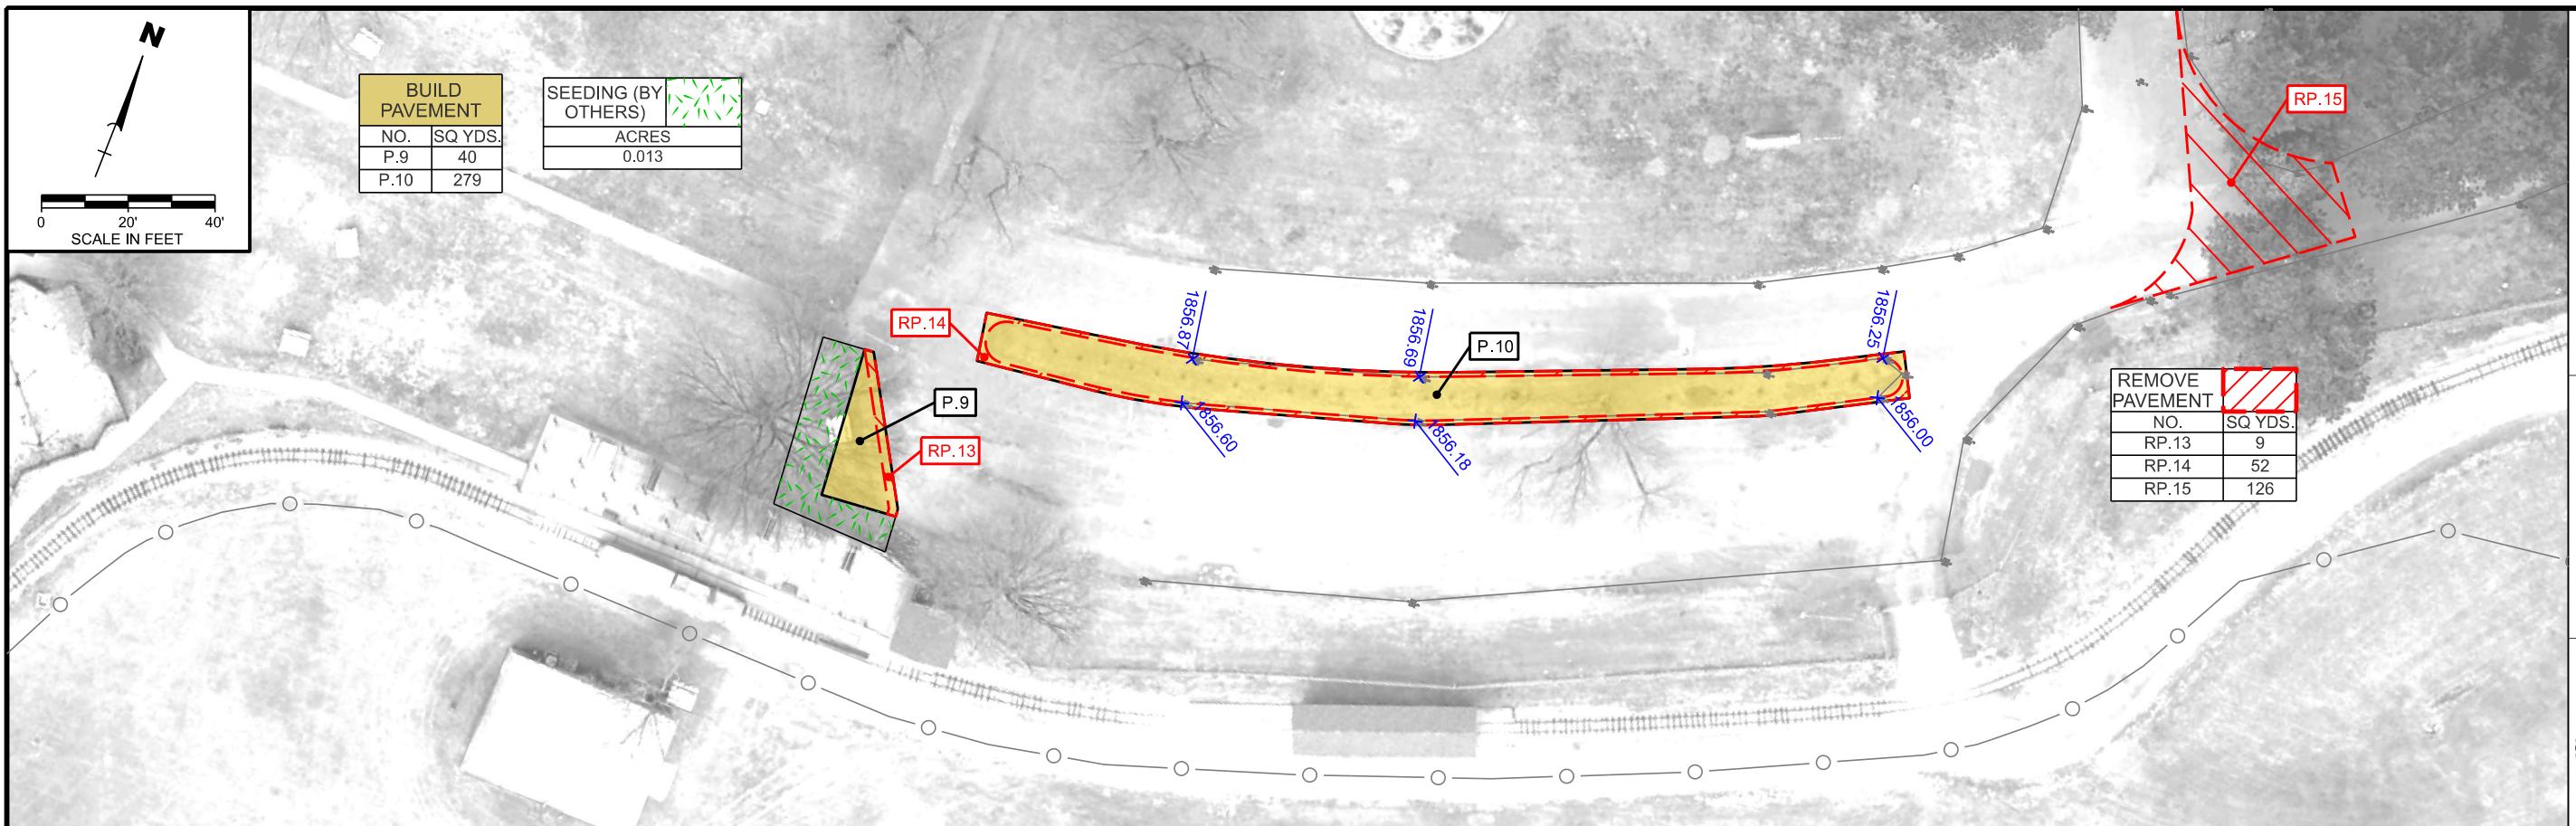 N
0 20' 40'
SCALE IN FEET
BUILD
PAVEMENT
NO. SQ YDS.
P.9 40
P.10 279
SEEDING (BY
OTHERS)
ACRES
0.013
RP.15
RP.14
1856.87
1856.69
P.10
1856.25
P.9
RP.13
1856.60
1856.18
1856.00
REMOVE
PAVEMENT
NO. SQ YDS.
RP.13 9
RP.14 52
RP.15 126